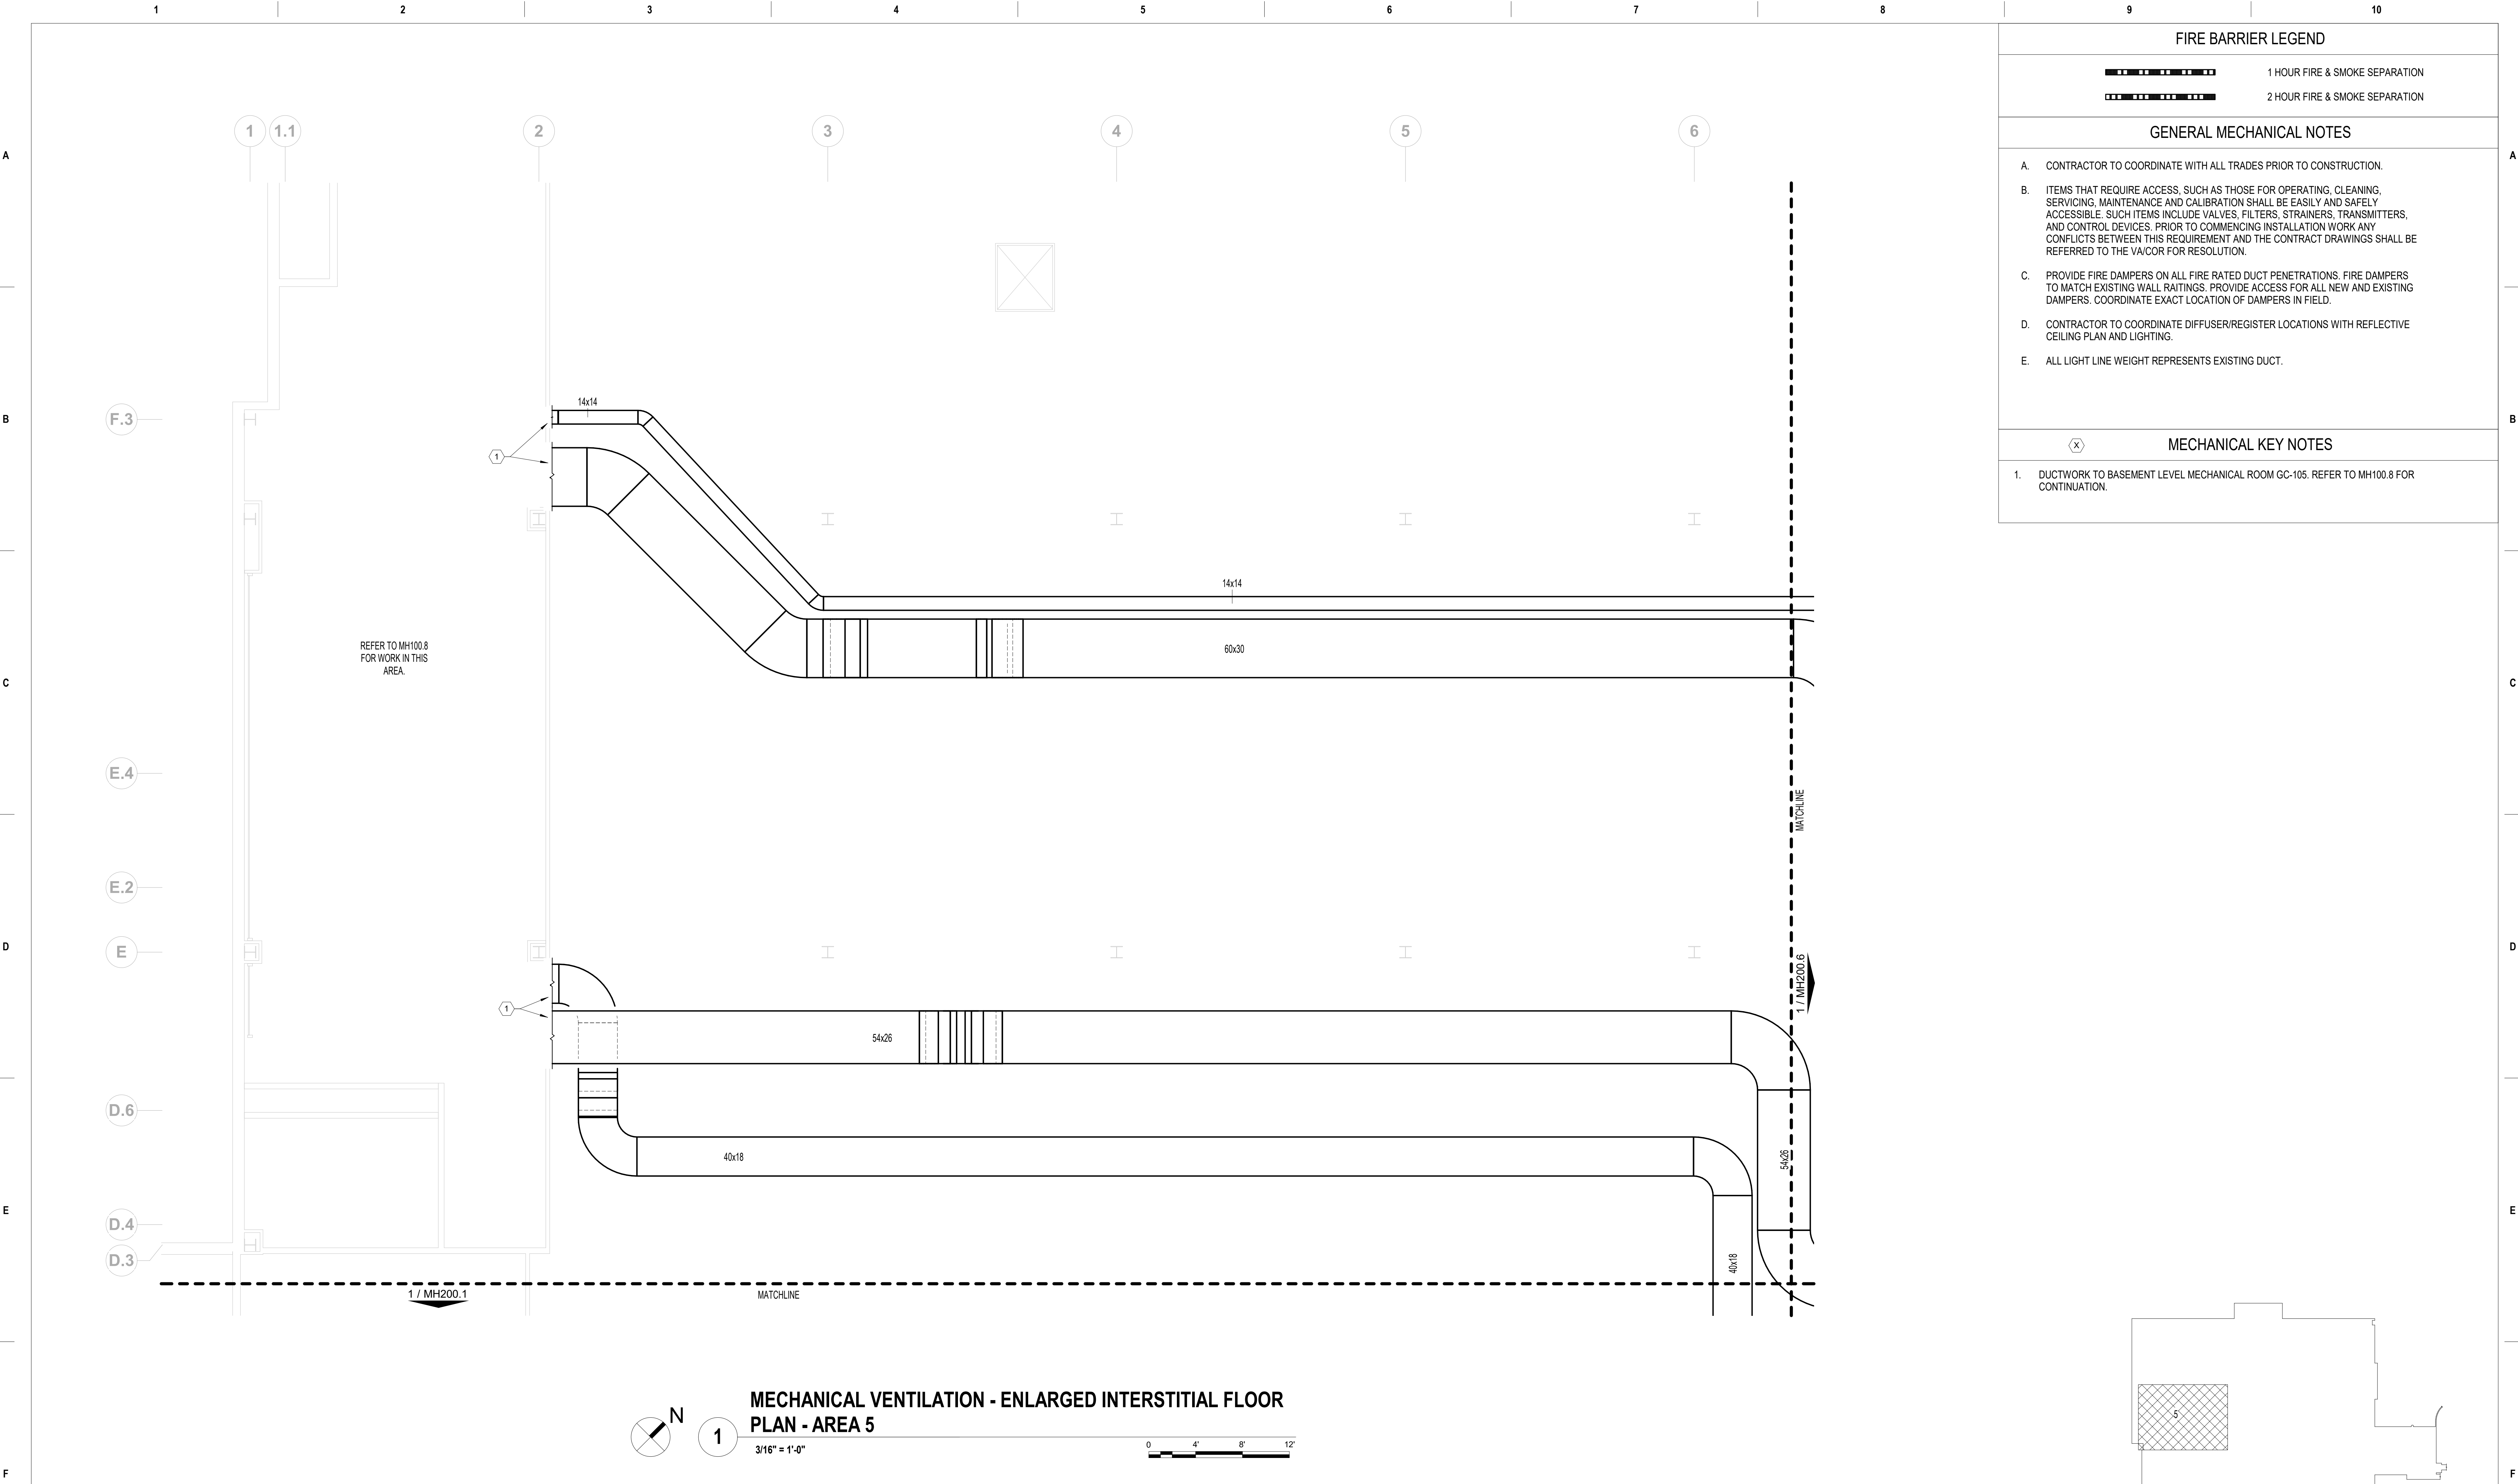 1 2 3 4 5 6 7 8 9 10
FIRE BARRIER LEGEND
1 HOUR FIRE & SMOKE SEPARATION
2 HOUR FIRE & SMOKE SEPARATION
GENERAL MECHANICAL NOTES
A. CONTRACTOR TO COORDINATE WITH ALL TRADES PRIOR TO CONSTRUCTION.
B. ITEMS THAT REQUIRE ACCESS, SUCH AS THOSE FOR OPERATING, CLEANING,
SERVICING, MAINTENANCE AND CALIBRATION SHALL BE EASILY AND SAFELY
ACCESSIBLE. SUCH ITEMS INCLUDE VALVES, FILTERS, STRAINERS, TRANSMITTERS,
AND CONTROL DEVICES. PRIOR TO COMMENCING INSTALLATION WORK ANY
CONFLICTS BETWEEN THIS REQUIREMENT AND THE CONTRACT DRAWINGS SHALL BE
REFERRED TO THE VA/COR FOR RESOLUTION.
C. PROVIDE FIRE DAMPERS ON ALL FIRE RATED DUCT PENETRATIONS. FIRE DAMPERS
TO MATCH EXISTING WALL RAITINGS. PROVIDE ACCESS FOR ALL NEW AND EXISTING
DAMPERS. COORDINATE EXACT LOCATION OF DAMPERS IN FIELD.
D. CONTRACTOR TO COORDINATE DIFFUSER/REGISTER LOCATIONS WITH REFLECTIVE
CEILING PLAN AND LIGHTING.
E. ALL LIGHT LINE WEIGHT REPRESENTS EXISTING DUCT.
X MECHANICAL KEY NOTES
1. DUCTWORK TO BASEMENT LEVEL MECHANICAL ROOM GC-105. REFER TO MH100.8 FOR
CONTINUATION.
1 1.1 2 3 4 5 6
A A
14x14
B F.3 B
1
14x14
REFER TO MH100.8
FOR WORK IN THIS
AREA.
60x30
C C
E.4
MATCHLINE
E.2
D E D
1 / MH200.6
1
54x26
D.6
40x18
54x26
E E
D.4
D.3
40x18
1 / MH200.1
MATCHLINE
N
1
MECHANICAL VENTILATION - ENLARGED INTERSTITIAL FLOOR
PLAN - AREA 5
3/16" = 1'-0"
0 4' 8' 12'
5
F F